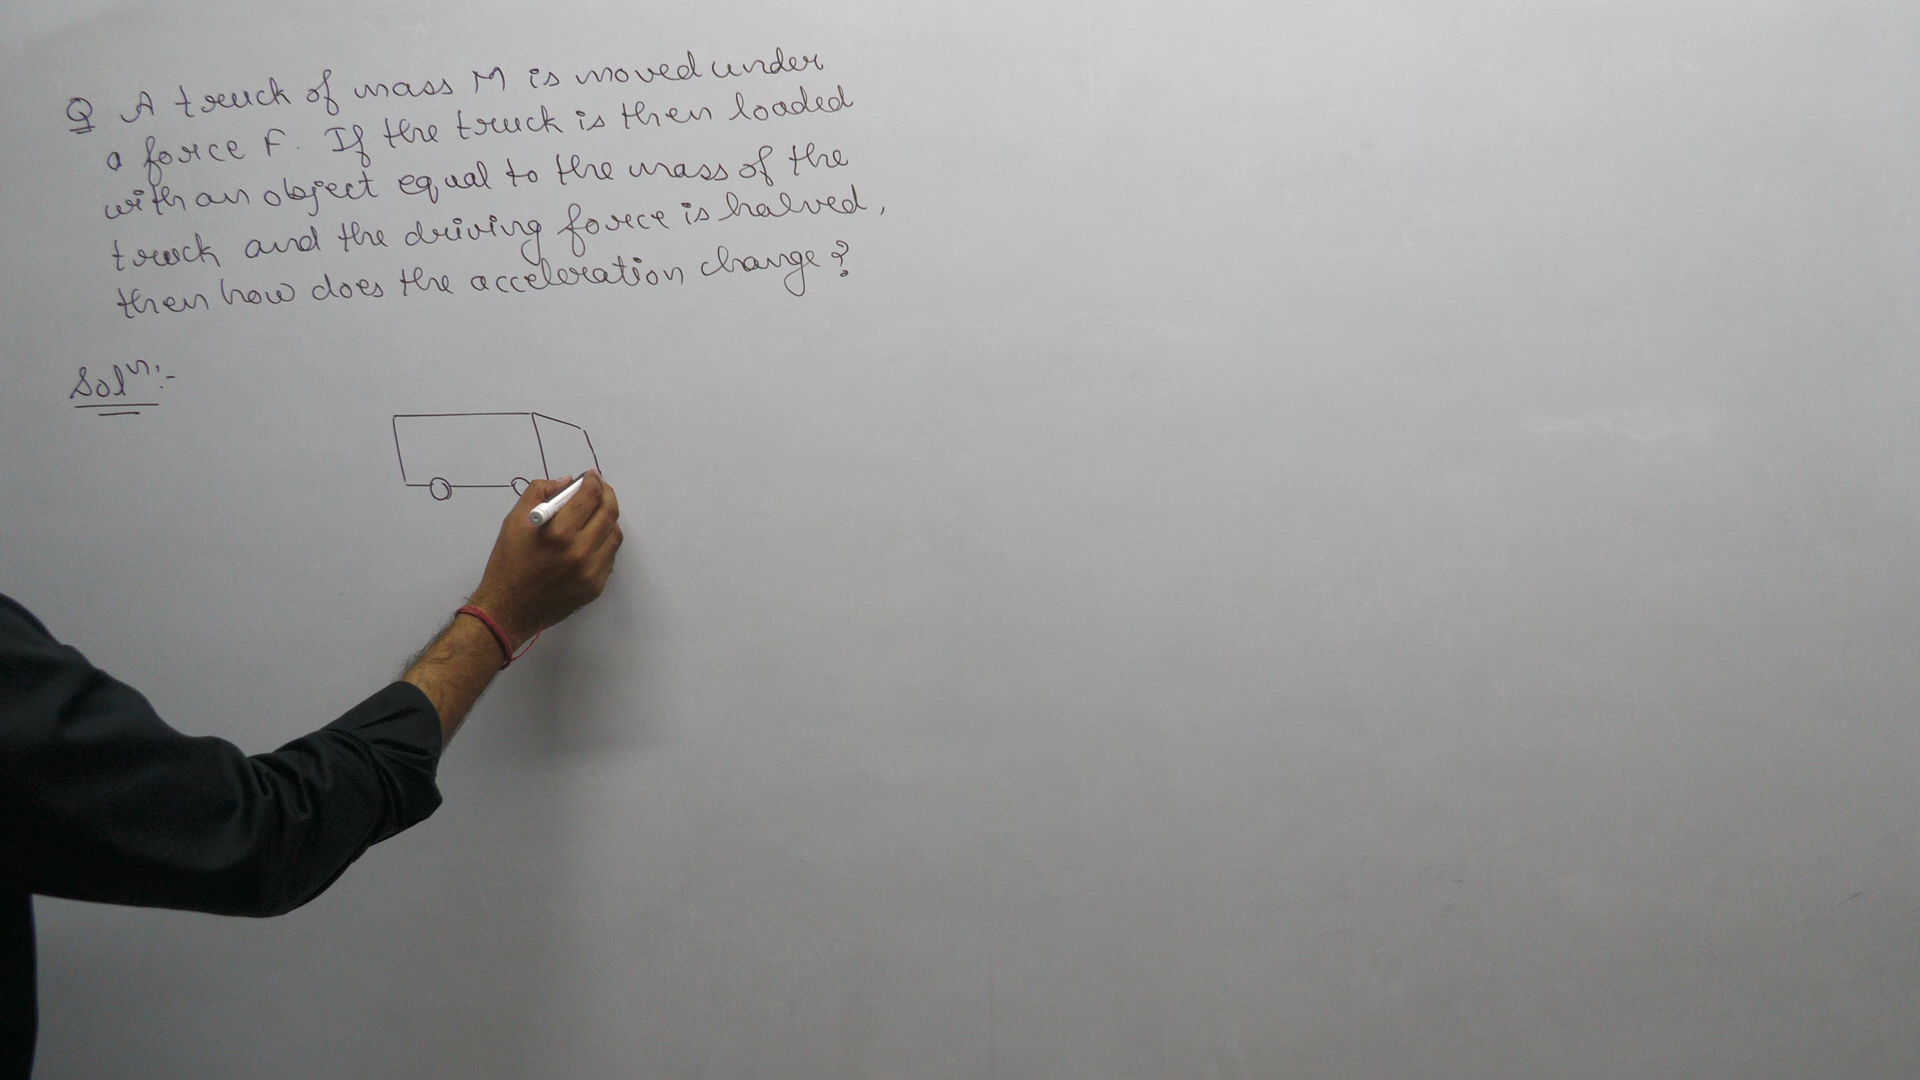 Q A truck of mass M is moved under
a force F. If the truck is then loaded
with an object equal to the mass of the
truck and the driving force is halved,
then how does the acceleration change?
Solⁿ:-